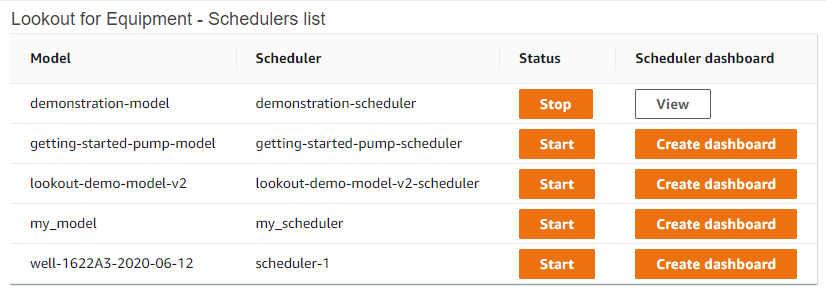 Lookout for Equipment - Schedulers list
Model Scheduler Status Scheduler dashboard
demonstration-model demonstration-scheduler Stop View
getting-started-pump-model getting-started-pump-scheduler Start Create dashboard
lookout-demo-model-v2 lookout-demo-model-v2-scheduler Start Create dashboard
my_model my_scheduler Start Create dashboard
well-1622A3-2020-06-12 scheduler-1 Start Create dashboard